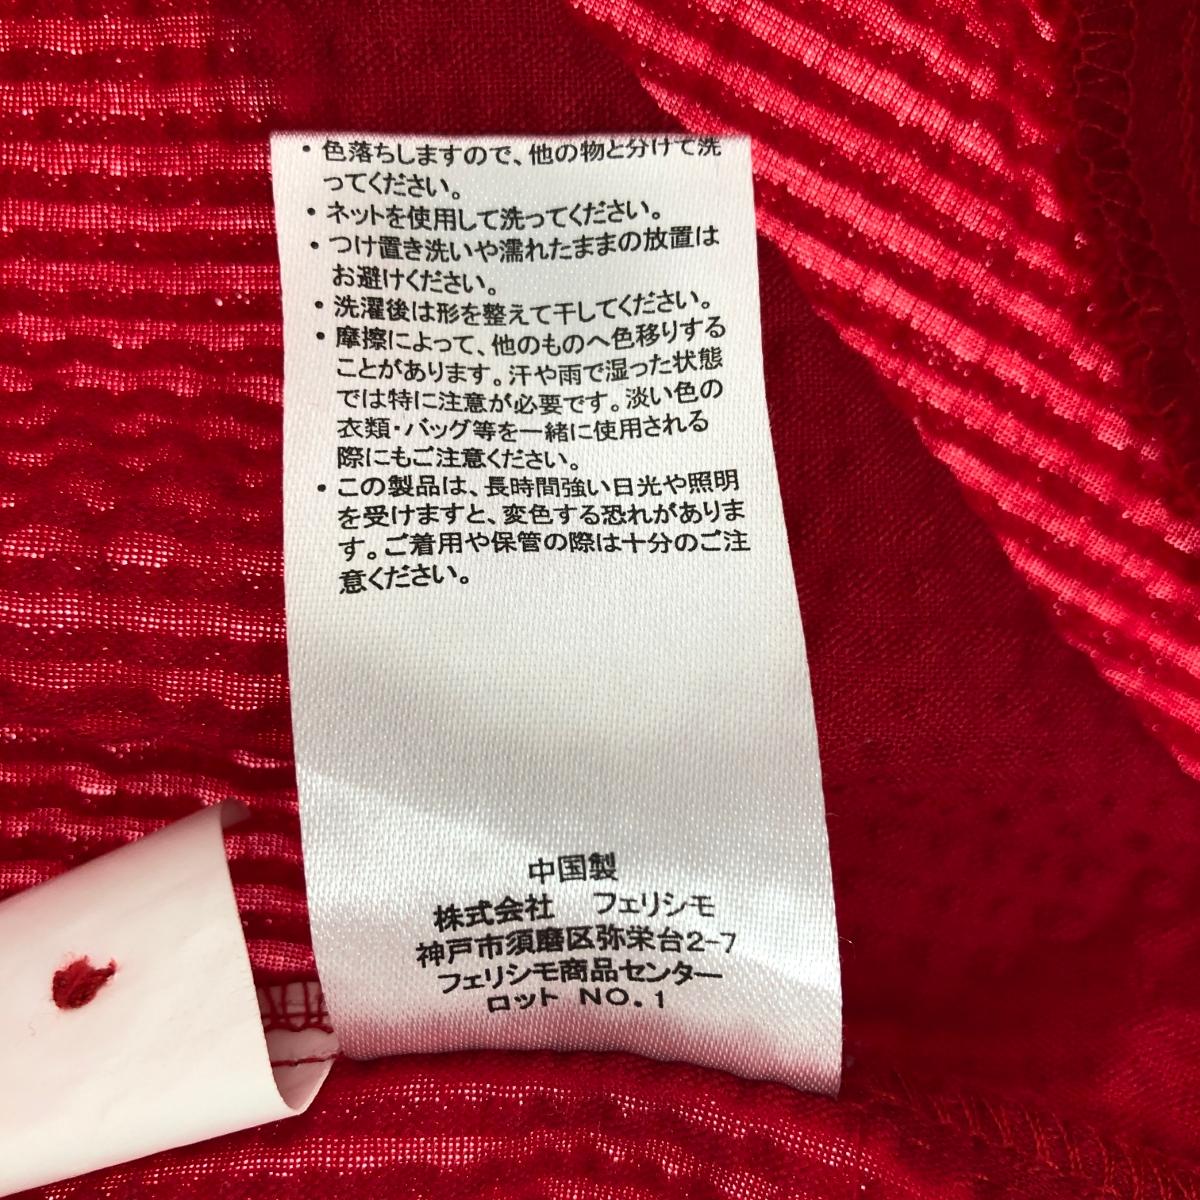 ・色落ちしますので、他の物と分けて洗
ってください。
・ネットを使用して洗ってください。
・つけ置き洗いや濡れたままの放置は
お避けください。
・洗濯後は形を整えて干してください。
・摩擦によって、他のものへ色移りする
ことがあります。汗や雨で湿った状態
では特に注意が必要です。淡い色の
衣類・バッグ等を一緒に使用される
際にもご注意ください。
・この製品は、長時間強い日光や照明
を受けますと、変色する恐れがありま
す。ご着用や保管の際は十分のご注
意ください。
中国製
株式会社 フェリシモ
神戸市須磨区弥栄台2-7
フェリシモ商品センター
ロット NO.1